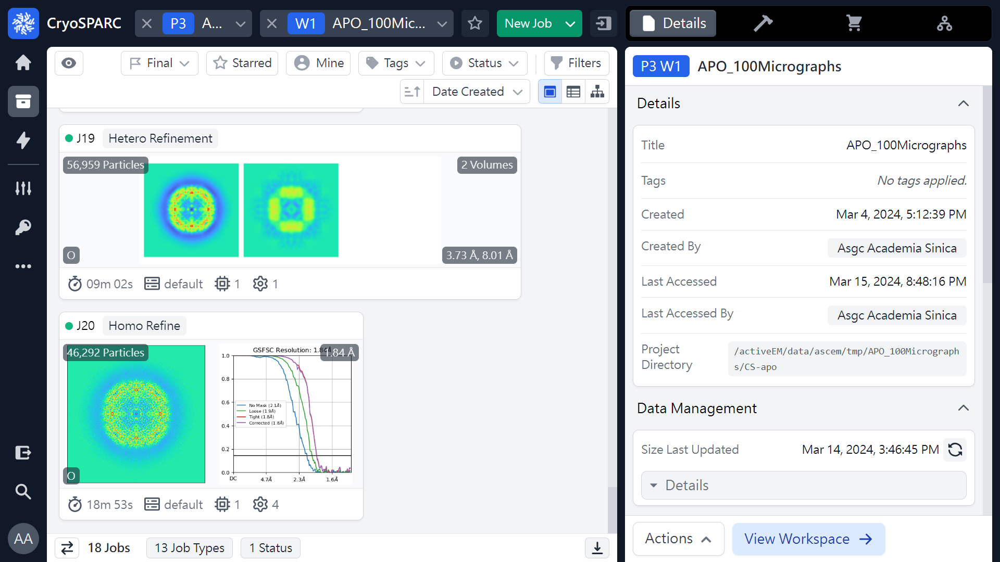 CryoSPARC
P3 A...
W1 APO_100Mic...
New Job
Details
Final
Starred
Mine
Tags
Status
Filters
Date Created
J19 Hetero Refinement
56,959 Particles
2 Volumes
O
3.73 Å, 8.01 Å
09m 02s default 1 1
J20 Homo Refine
46,292 Particles
O
GSFSC Resolution: 1.84Å
1.84 Å
1.0
0.8
0.6
0.4
0.2
0.0
No Mask (2.1Å)
Loose (1.9Å)
Tight (1.8Å)
Corrected (1.8Å)
DC 4.7Å 2.3Å 1.6Å
18m 53s default 1 4
18 Jobs
13 Job Types
1 Status
AA
P3 W1 APO_100Micrographs
Details
Title APO_100Micrographs
Tags No tags applied.
Created Mar 4, 2024, 5:12:39 PM
Created By Asgc Academia Sinica
Last Accessed Mar 15, 2024, 8:48:16 PM
Last Accessed By Asgc Academia Sinica
Project Directory
/activeEM/data/ascem/tmp/APO_100Micrograph
s/CS-apo
Data Management
Size Last Updated Mar 14, 2024, 3:46:45 PM
Details
Actions
View Workspace